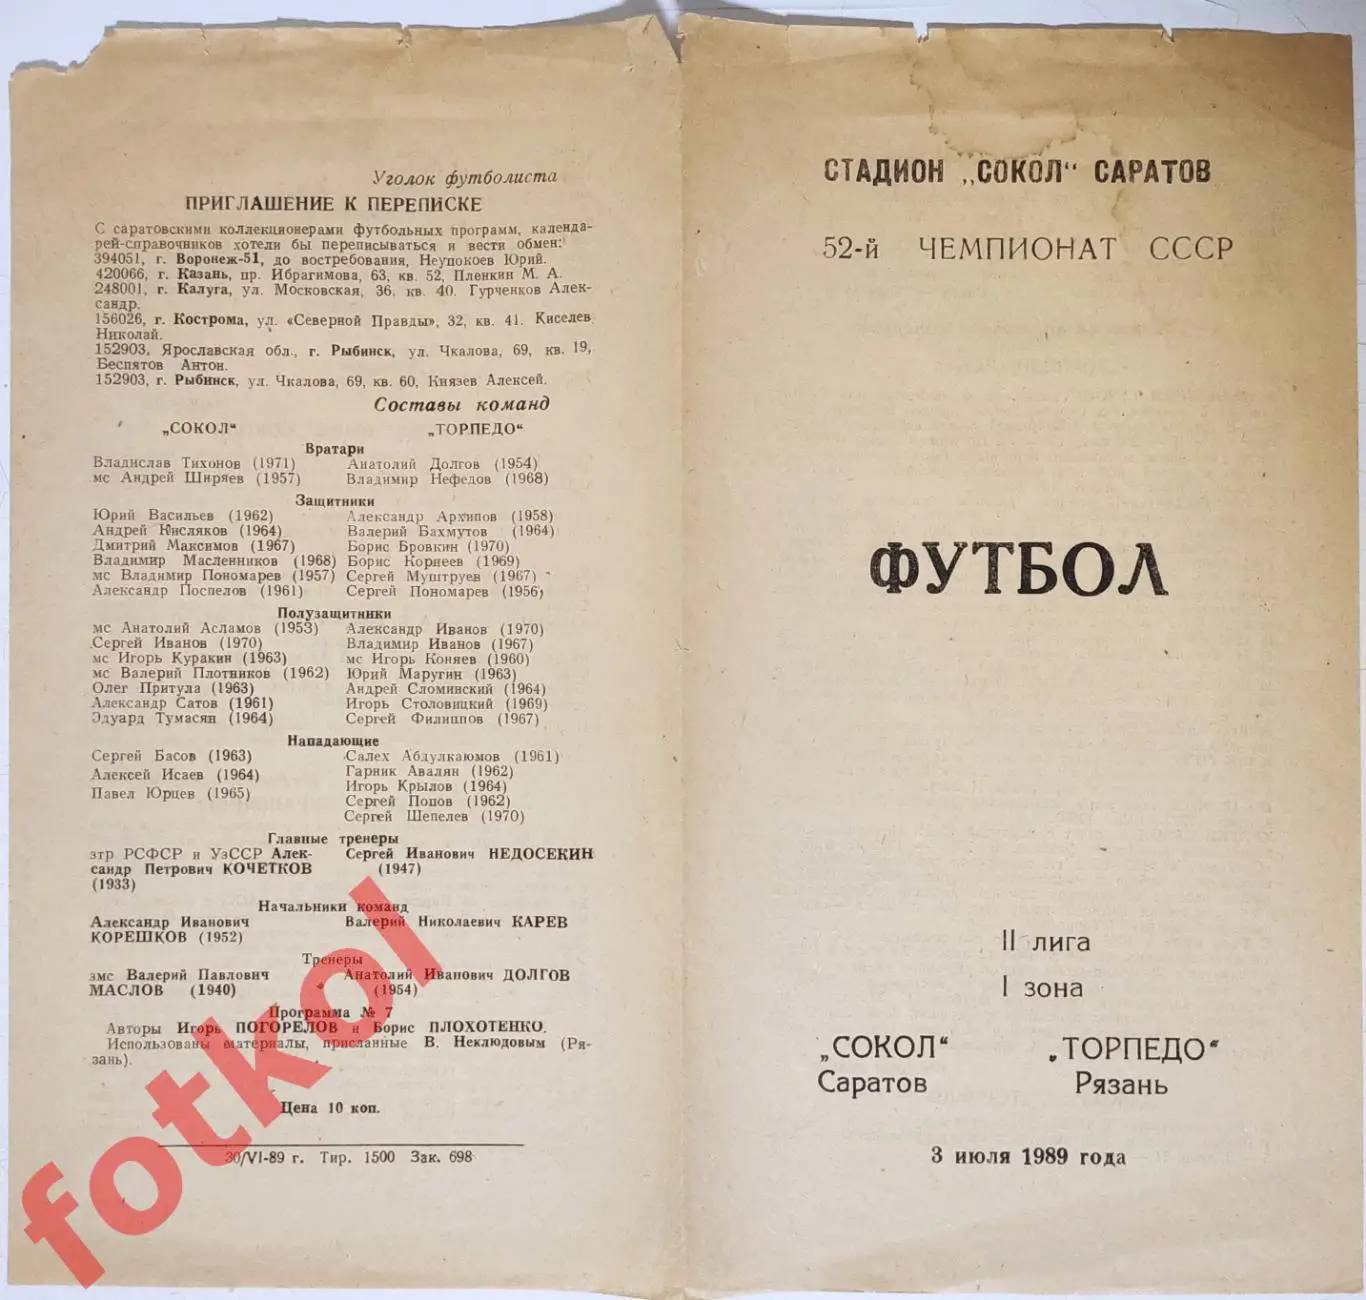 Уголок футболиста
ПРИГЛАШЕНИЕ К ПЕРЕПИСКЕ
С саратовскими коллекционерами футбольных программ, календа-
рей-справочников хотели бы переписываться и вести обмен:
394051, г. Воронеж-51, до востребования, Неупокоев Юрий.
420066, г. Казань, пр. Ибрагимова, 63, кв. 52, Пленкин М. А.
248001, г. Калуга, ул. Московская, 36, кв. 40. Гурченков Алек-
сандр.
156026, г. Кострома, ул. «Северной Правды», 32, кв. 41. Киселев
Николай.
152903, Ярославская обл., г. Рыбинск, ул. Чкалова, 69, кв. 19,
Беспятов Антон.
152903, г. Рыбинск, ул. Чкалова, 69, кв. 60, Князев Алексей.
Составы команд
„СОКОЛ“ „ТОРПЕДО“
Вратари
Владислав Тихонов (1971) Анатолий Долгов (1954)
мс Андрей Ширяев (1957) Владимир Нефедов (1968)
Защитники
Юрий Васильев (1962) Александр Архипов (1958)
Андрей Кисляков (1964) Валерий Бахмутов (1964)
Дмитрий Максимов (1967) Борис Бровкин (1970)
Владимир Масленников (1968) Борис Корнеев (1969)
мс Владимир Пономарев (1957) Сергей Муштруев (1967)
Александр Поспелов (1961) Сергей Пономарев (1956)
Полузащитники
мс Анатолий Асламов (1953) Александр Иванов (1970)
Сергей Иванов (1970) Владимир Иванов (1967)
мс Игорь Куракин (1963) мс Игорь Коняев (1960)
мс Валерий Плотников (1962) Юрий Маругин (1963)
Олег Притула (1963) Андрей Сломинский (1964)
Александр Сатов (1961) Игорь Столовицкий (1969)
Эдуард Тумасян (1964) Сергей Филиппов (1967)
Нападающие
Сергей Басов (1963) Салех Абдулкаюмов (1961)
Алексей Исаев (1964) Гарник Авалян (1962)
Павел Юрцев (1965) Игорь Крылов (1964)
Сергей Попов (1962)
Сергей Шепелев (1970)
Главные тренеры
зтр РСФСР и УзССР Алек- Сергей Иванович НЕДОСЕКИН
сандр Петрович КОЧЕТКОВ (1947)
(1933)
Начальники команд
Александр Иванович Валерий Николаевич КАРЕВ
КОРЕШКОВ (1952)
Тренеры
змс Валерий Павлович Анатолий Иванович ДОЛГОВ
МАСЛОВ (1940) (1954)
Программа № 7
Авторы Игорь ПОГОРЕЛОВ и Борис ПЛОХОТЕНКО.
Использованы материалы, присланные В. Неклюдовым (Ря-
зань).
Цена 10 коп.
30/VI-89 г. Тир. 1500 Зак. 698
СТАДИОН „СОКОЛ“ САРАТОВ
52-й ЧЕМПИОНАТ СССР
ФУТБОЛ
II лига
I зона
„СОКОЛ“ „ТОРПЕДО“
Саратов Рязань
3 июля 1989 года
fotkol